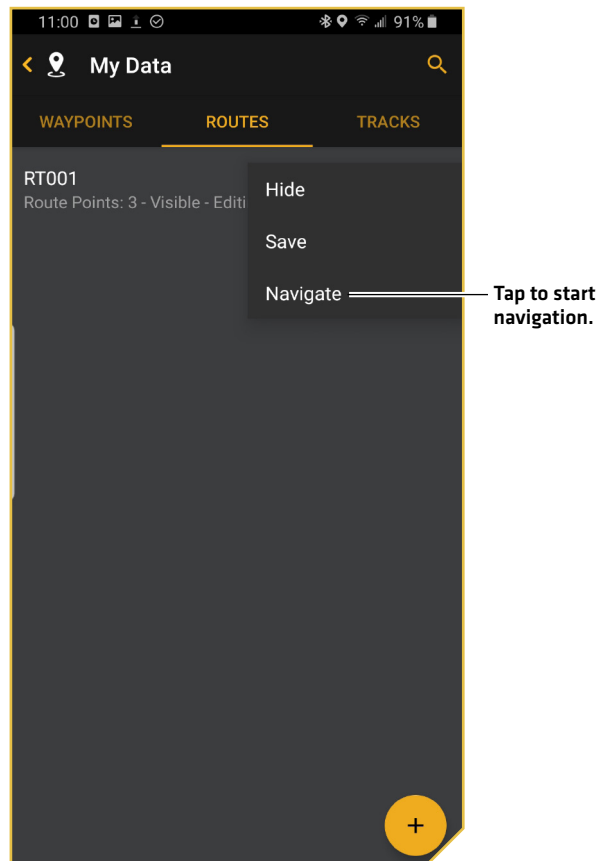 11:00 91%
My Data
WAYPOINTS ROUTES TRACKS
RT001
Route Points: 3 - Visible - Editi
Hide
Save
Navigate
Tap to start
navigation.
+